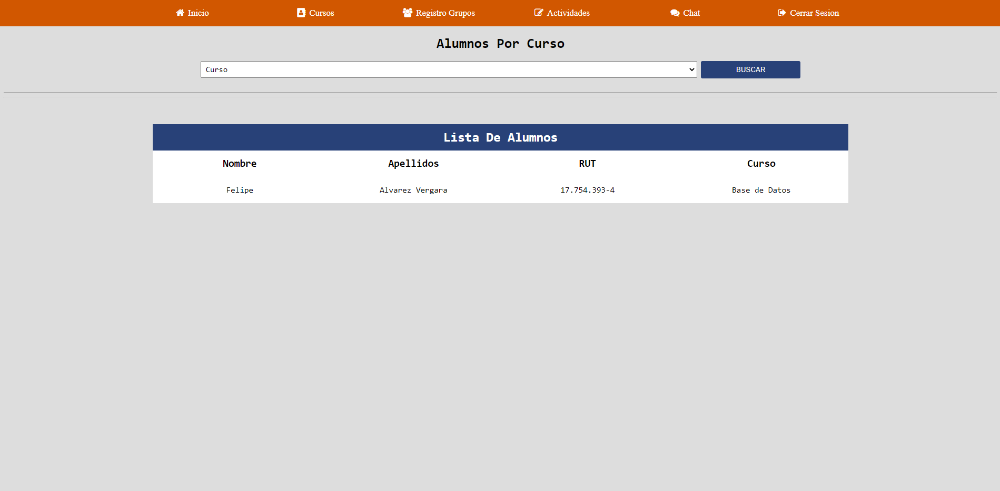 Inicio Cursos Registro Grupos Actividades Chat Cerrar Sesion
Alumnos Por Curso
Curso BUSCAR
Lista De Alumnos
Nombre Apellidos RUT Curso
Felipe Alvarez Vergara 17.754.393-4 Base de Datos